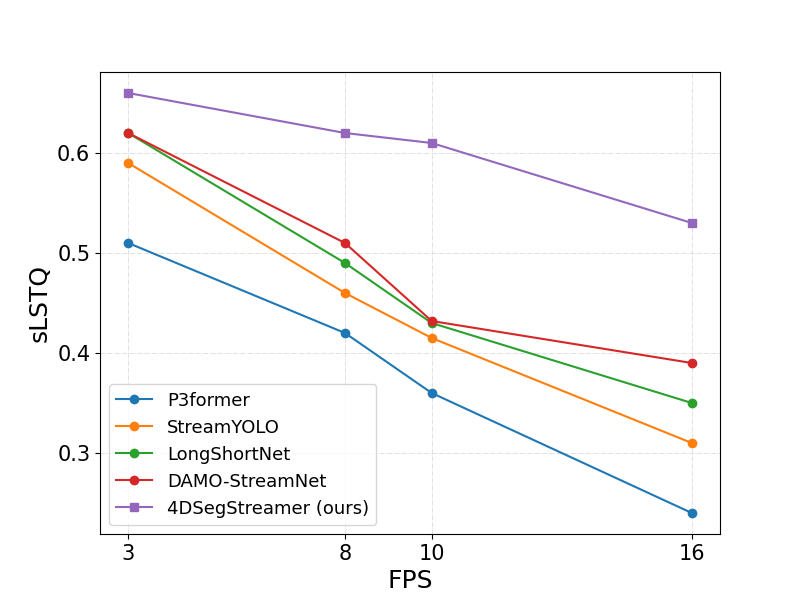 0.6
0.5
0.4
0.3
sLSTQ
P3former
StreamYOLO
LongShortNet
DAMO-StreamNet
4DSegStreamer (ours)
3 8 10 16
FPS